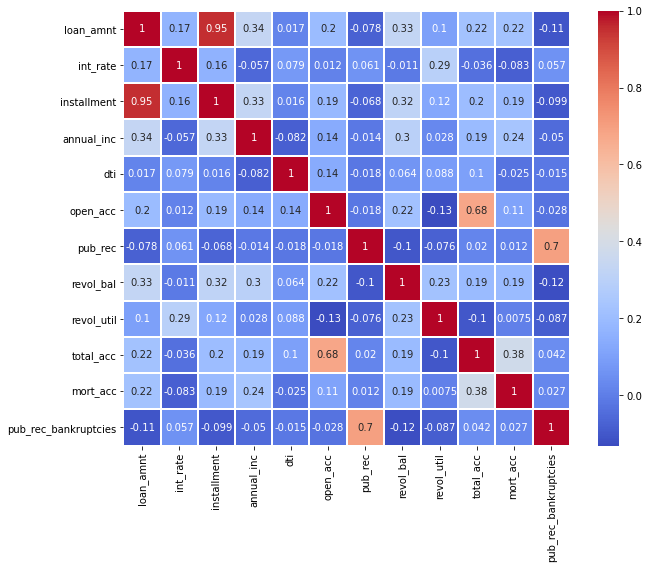 loan_amnt 1 0.17 0.95 0.34 0.017 0.2 -0.078 0.33 0.1 0.22 0.22 -0.11
int_rate 0.17 1 0.16 -0.057 0.079 0.012 0.061 -0.011 0.29 -0.036 -0.083 0.057
installment 0.95 0.16 1 0.33 0.016 0.19 -0.068 0.32 0.12 0.2 0.19 -0.099
annual_inc 0.34 -0.057 0.33 1 -0.082 0.14 -0.014 0.3 0.028 0.19 0.24 -0.05
dti 0.017 0.079 0.016 -0.082 1 0.14 -0.018 0.064 0.088 0.1 -0.025 -0.015
open_acc 0.2 0.012 0.19 0.14 0.14 1 -0.018 0.22 -0.13 0.68 0.11 -0.028
pub_rec -0.078 0.061 -0.068 -0.014 -0.018 -0.018 1 -0.1 -0.076 0.02 0.012 0.7
revol_bal 0.33 -0.011 0.32 0.3 0.064 0.22 -0.1 1 0.23 0.19 0.19 -0.12
revol_util 0.1 0.29 0.12 0.028 0.088 -0.13 -0.076 0.23 1 -0.1 0.0075 -0.087
total_acc 0.22 -0.036 0.2 0.19 0.1 0.68 0.02 0.19 -0.1 1 0.38 0.042
mort_acc 0.22 -0.083 0.19 0.24 -0.025 0.11 0.012 0.19 0.0075 0.38 1 0.027
pub_rec_bankruptcies -0.11 0.057 -0.099 -0.05 -0.015 -0.028 0.7 -0.12 -0.087 0.042 0.027 1
loan_amnt int_rate installment annual_inc dti open_acc pub_rec revol_bal revol_util total_acc mort_acc pub_rec_bankruptcies
1.0
0.8
0.6
0.4
0.2
0.0